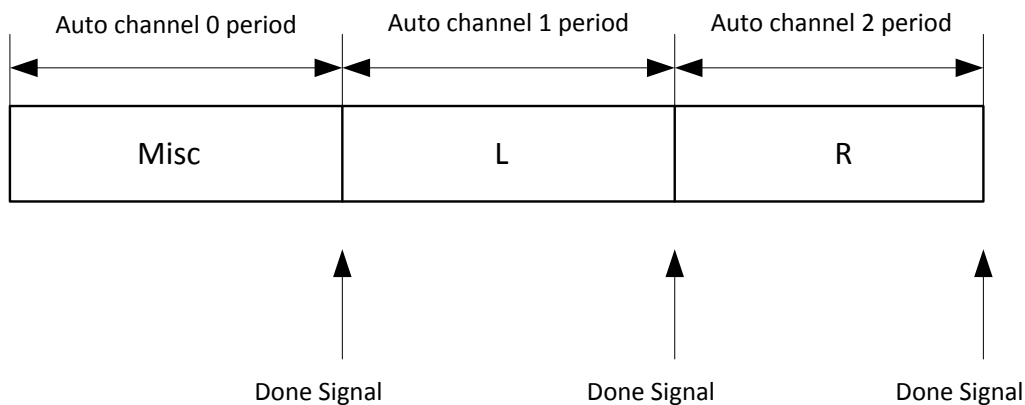 Auto channel 0 period
Auto channel 1 period
Auto channel 2 period
Misc
L
R
Done Signal
Done Signal
Done Signal